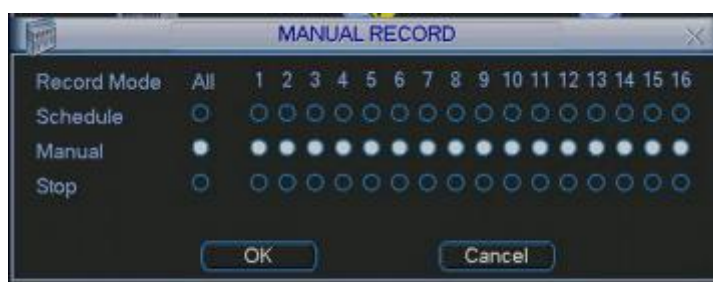 MANUAL RECORD
Record Mode All 1 2 3 4 5 6 7 8 9 10 11 12 13 14 15 16
Schedule
Manual
Stop
OK Cancel